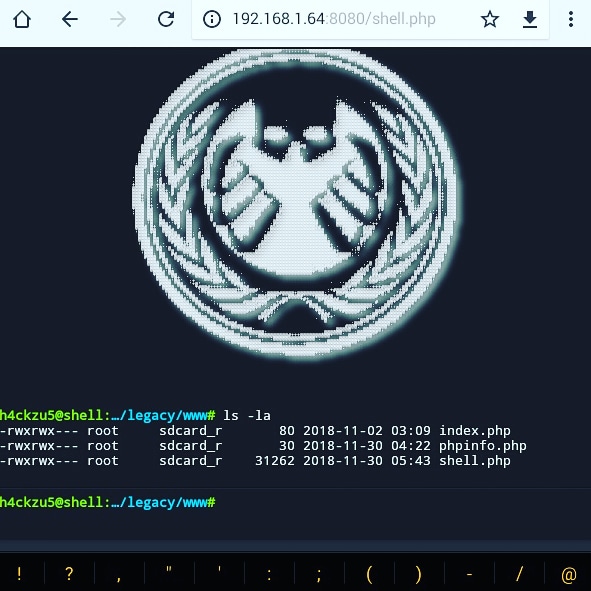 192.168.1.64:8080/shell.php
h4ckzu5@shell:…/legacy/www# ls -la
-rwxrwx--- root     sdcard_r       80 2018-11-02 03:09 index.php
-rwxrwx--- root     sdcard_r       30 2018-11-30 04:22 phpinfo.php
-rwxrwx--- root     sdcard_r    31262 2018-11-30 05:43 shell.php
h4ckzu5@shell:…/legacy/www#
! ? , " ' : ; ( ) - / @